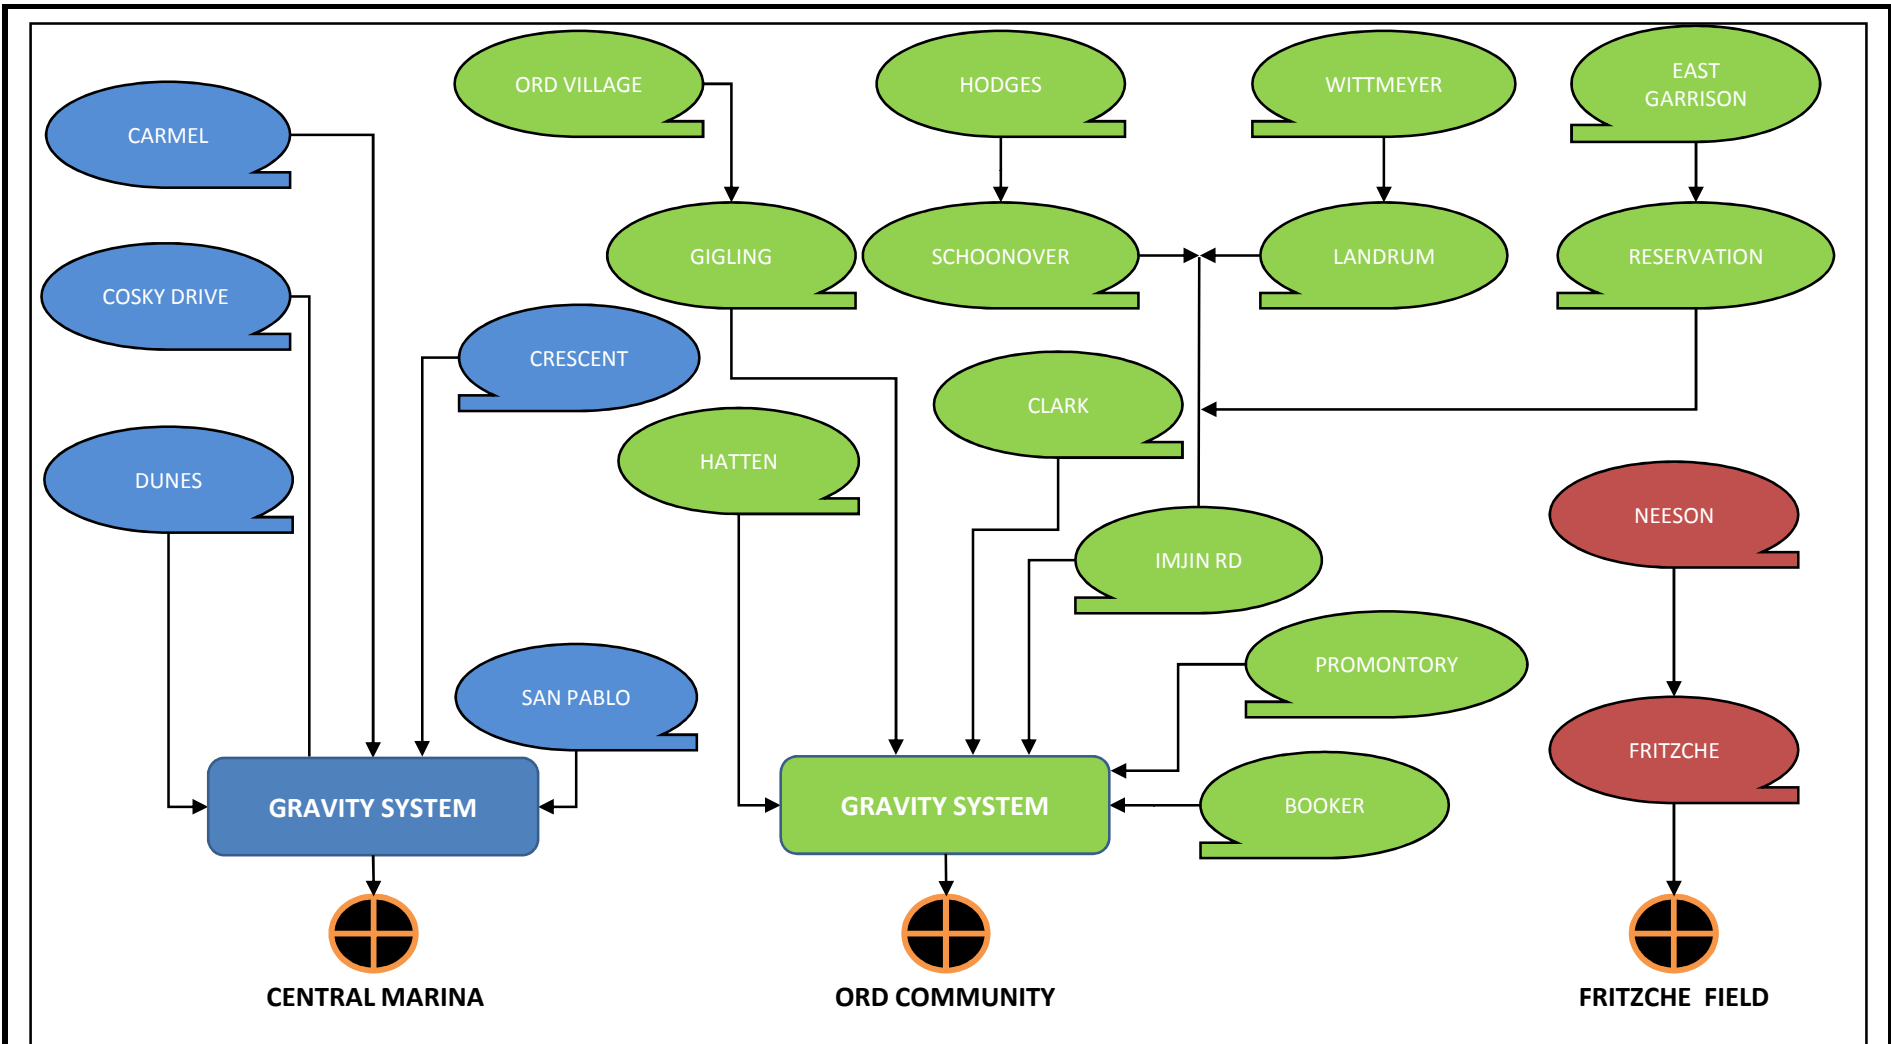 ORD VILLAGE
HODGES
WITTMEYER
EAST
GARRISON
CARMEL
GIGLING
SCHOONOVER
LANDRUM
RESERVATION
COSKY DRIVE
CRESCENT
CLARK
HATTEN
DUNES
NEESON
IMJIN RD
PROMONTORY
SAN PABLO
FRITZCHE
GRAVITY SYSTEM
GRAVITY SYSTEM
BOOKER
CENTRAL MARINA
ORD COMMUNITY
FRITZCHE FIELD